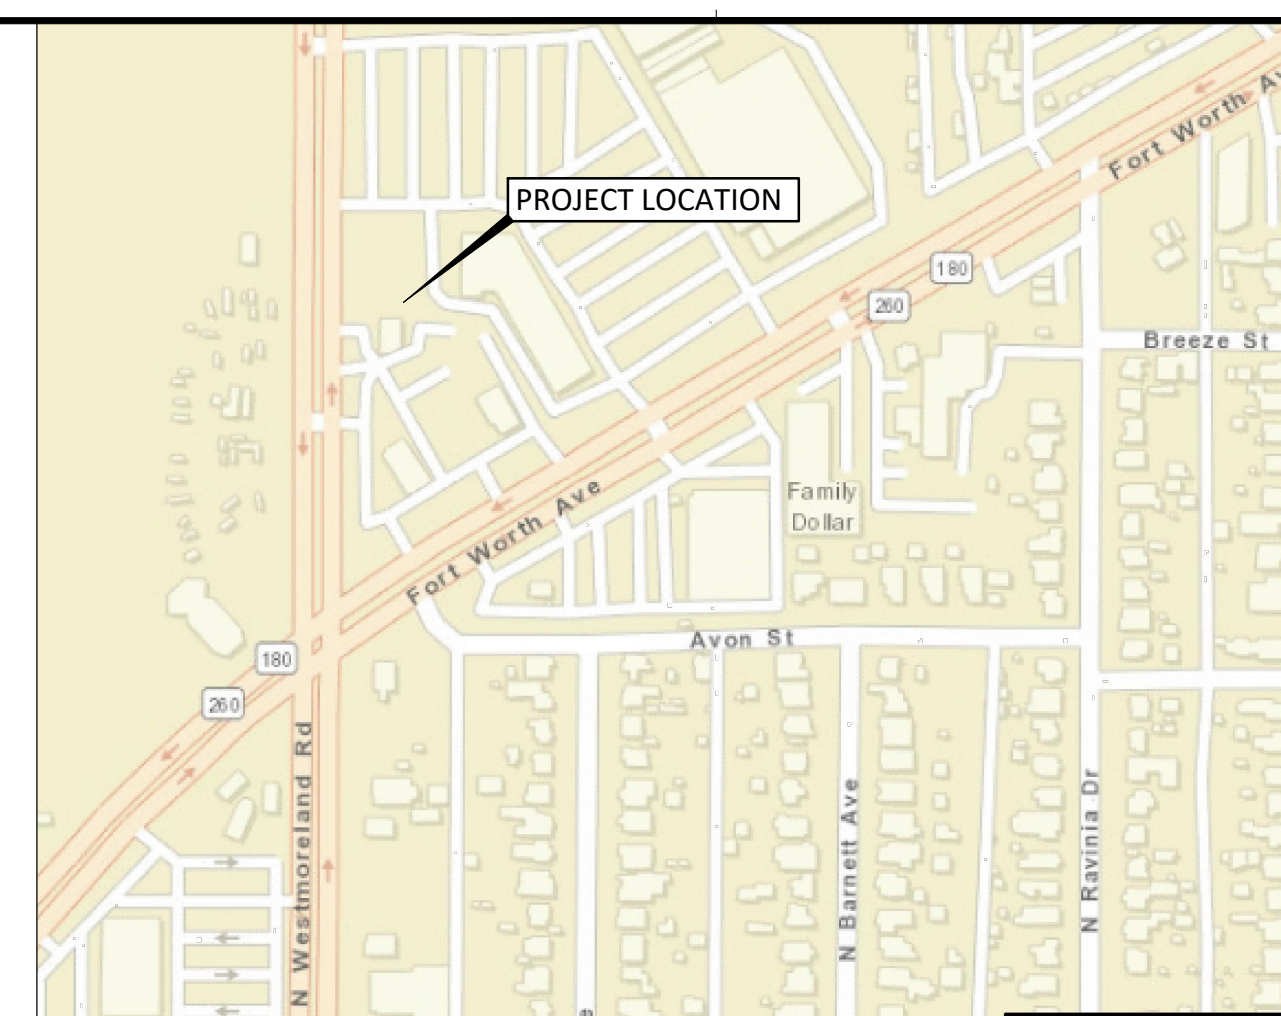 Fort Worth Av
PROJECT LOCATION
180
260
Breeze St
Family
Dollar
Fort Worth Ave
Avon St
180
260
N Westmoreland Rd
N Barnett Ave
N Ravinia Dr